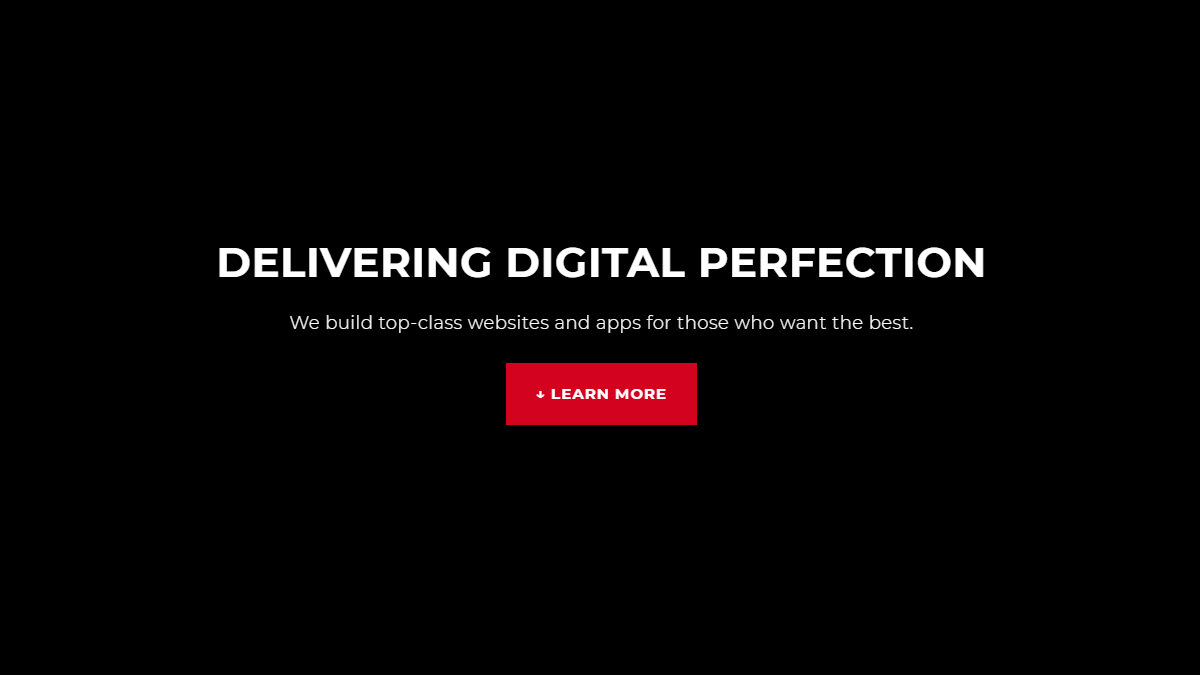 DELIVERING DIGITAL PERFECTION
We build top-class websites and apps for those who want the best.
↓ LEARN MORE